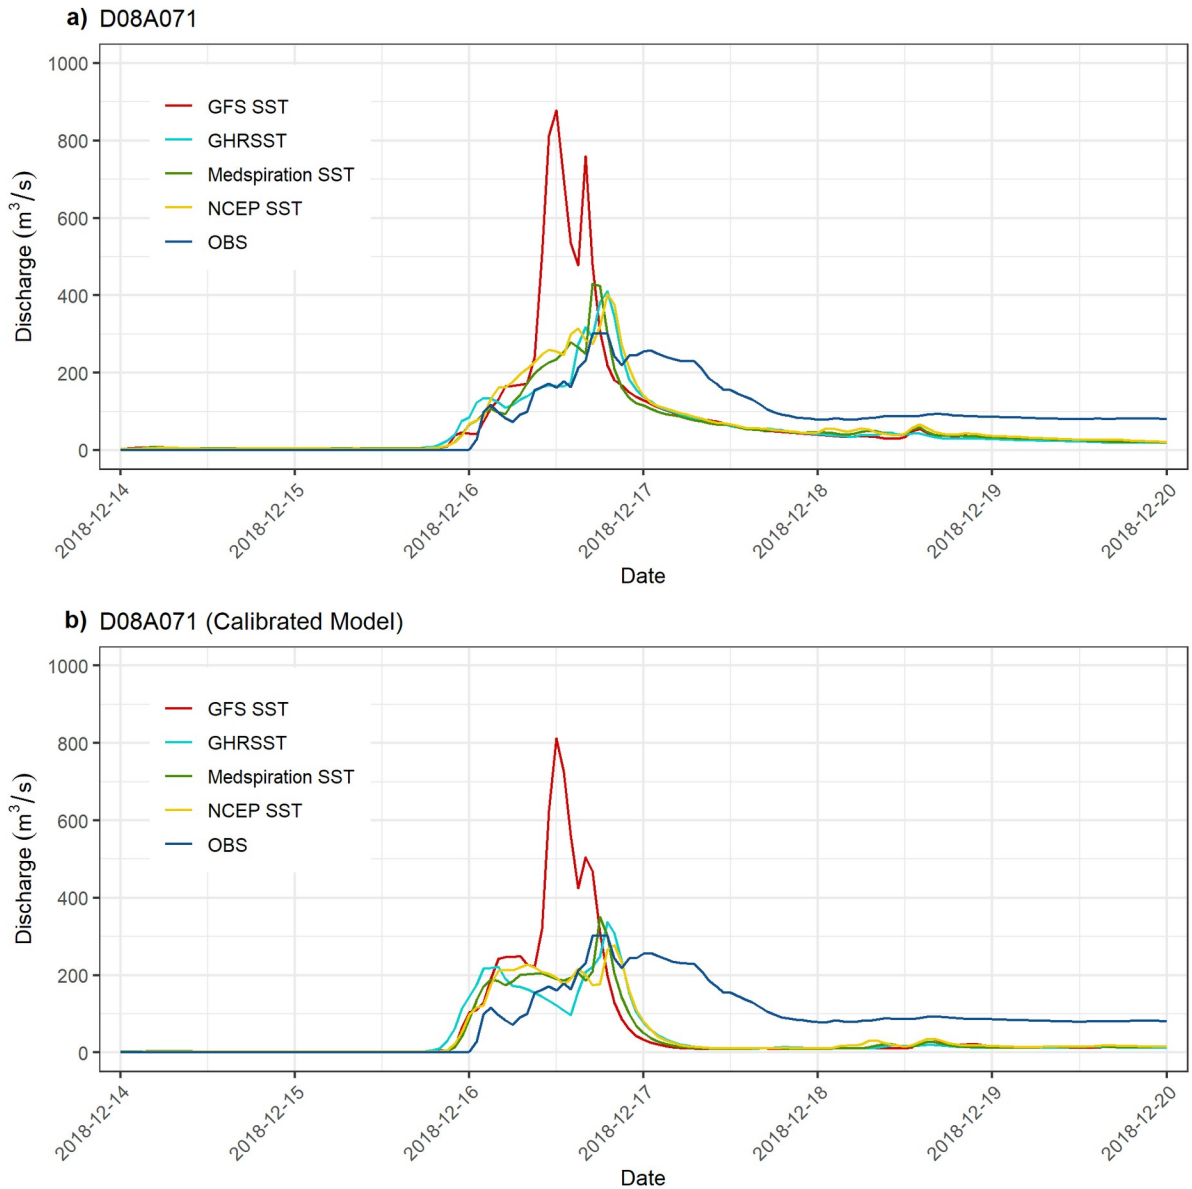 a) D08A071
1000
800
600
400
200
0
Discharge (m³/s)
GFS SST
GHRSST
Medspiration SST
NCEP SST
OBS
2018-12-14
2018-12-15
2018-12-16
2018-12-17
2018-12-18
2018-12-19
2018-12-20
Date
b) D08A071 (Calibrated Model)
1000
800
600
400
200
0
Discharge (m³/s)
GFS SST
GHRSST
Medspiration SST
NCEP SST
OBS
2018-12-14
2018-12-15
2018-12-16
2018-12-17
2018-12-18
2018-12-19
2018-12-20
Date